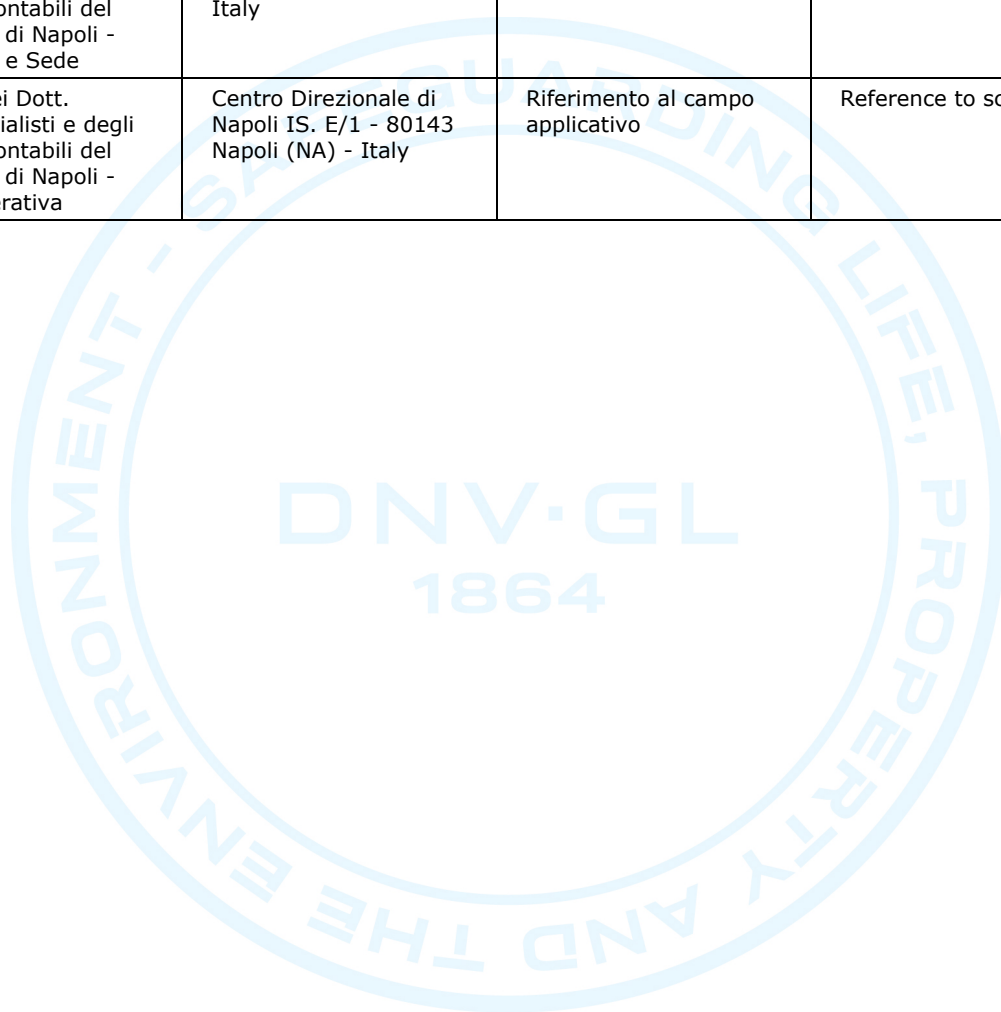 ontabili del
di Napoli -
e Sede
Italy
ei Dott.
ialisti e degli
ontabili del
di Napoli -
erativa
Centro Direzionale di
Napoli IS. E/1 - 80143
Napoli (NA) - Italy
Riferimento al campo
applicativo
Reference to sc
SAFEGUARDING LIFE, PROPERTY AND THE ENVIRONMENT -
DNV·GL
1864